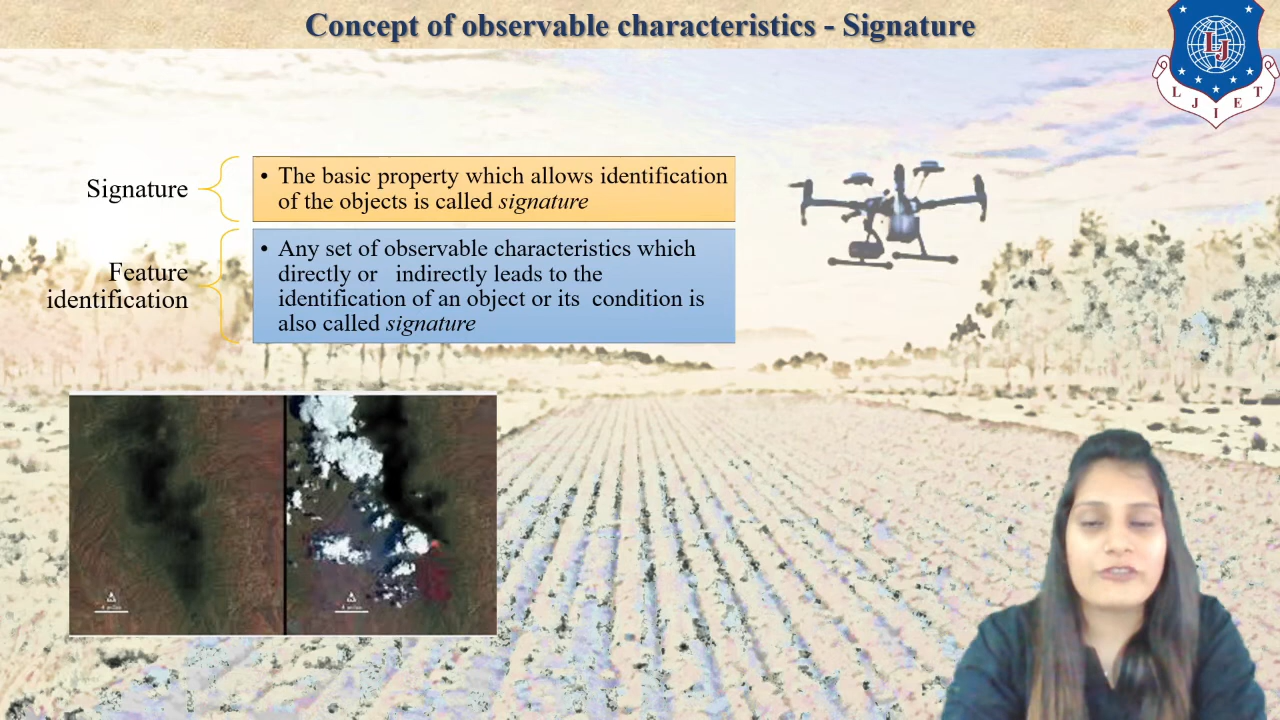 Concept of observable characteristics - Signature
L J
L J I E T
Signature
• The basic property which allows identification
of the objects is called signature
Feature
identification
• Any set of observable characteristics which
directly or indirectly leads to the
identification of an object or its condition is
also called signature